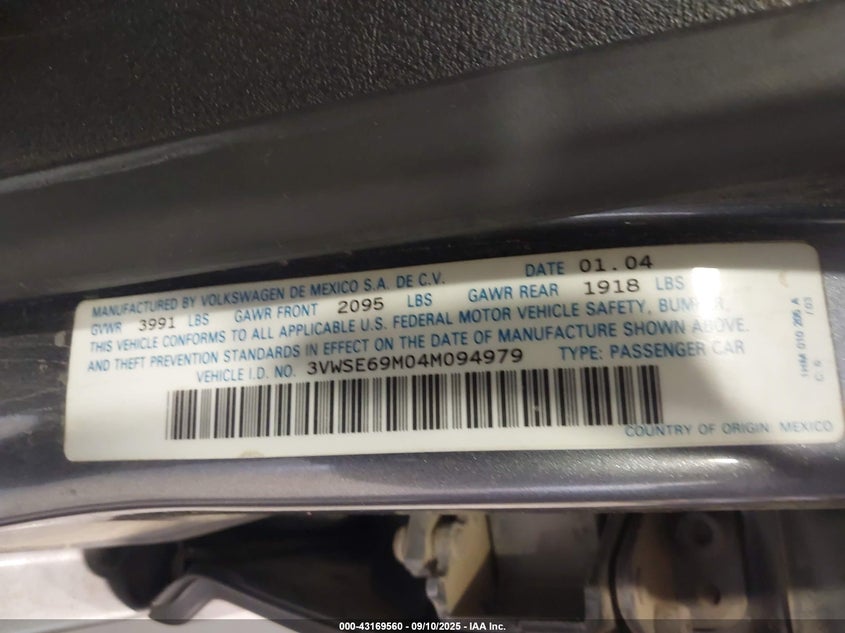 MANUFACTURED BY VOLKSWAGEN DE MEXICO S.A. DE C.V. DATE 01.04
GVWR 3991 LBS GAWR FRONT 2095 LBS GAWR REAR 1918 LBS
THIS VEHICLE CONFORMS TO ALL APPLICABLE U.S. FEDERAL MOTOR VEHICLE SAFETY, BUMPER,
AND THEFT PREVENTION STANDARDS IN EFFECT ON THE DATE OF MANUFACTURE SHOWN ABOVE.
VEHICLE I.D. NO. 3VWSE69M04M094979 TYPE: PASSENGER CAR
COUNTRY OF ORIGIN: MEXICO
1HM 010 205 A
000-43169560 - 09/10/2025 - IAA Inc.